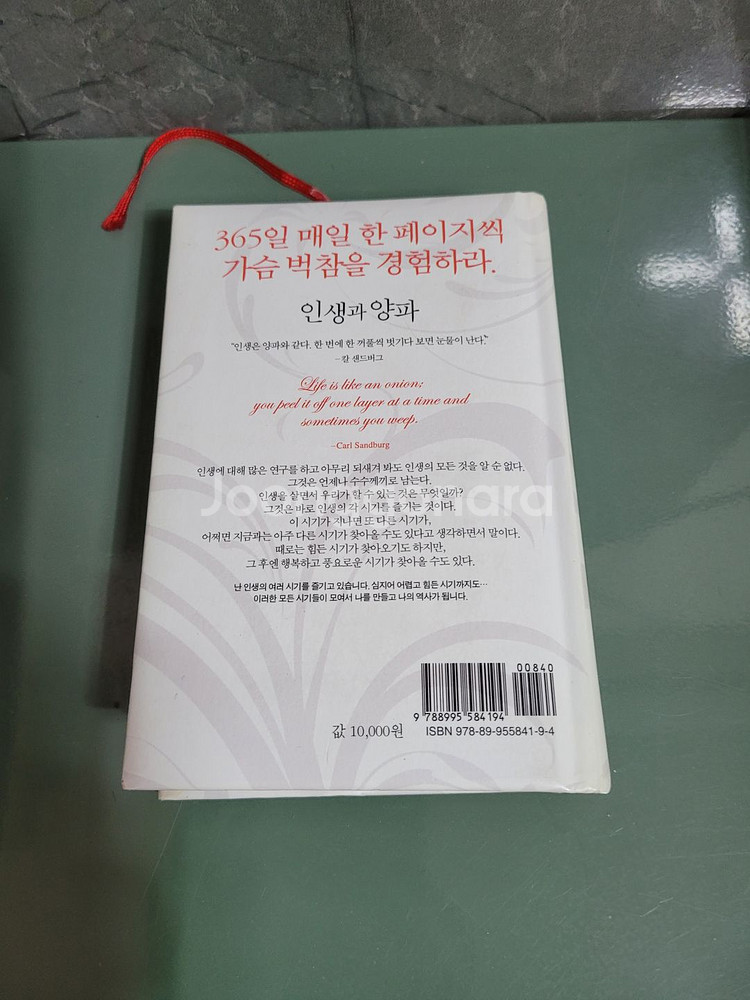 365일 매일 한 페이지씩
가슴 벅참을 경험하라.
인생과 양파
"인생은 양파와 같다. 한 번에 한 꺼풀씩 벗기다 보면 눈물이 난다."
- 칼 샌드버그
Life is like an onion;
you peel it off one layer at a time and
sometimes you weep.
-Carl Sandburg
인생에 대해 많은 연구를 하고 아무리 되새겨 봐도 인생의 모든 것을 알 순 없다.
그것은 언제나 수수께끼로 남는다.
인생을 살면서 우리가 할 수 있는 것은 무엇일까?
그것은 바로 인생의 각 시기를 즐기는 것이다.
이 시기가 지나면 또 다른 시기가,
어쩌면 지금과는 아주 다른 시기가 찾아올 수도 있다고 생각하면서 말이다.
때로는 힘든 시기가 찾아오기도 하지만,
그 후엔 행복하고 풍요로운 시기가 찾아올 수도 있다.
난 인생의 여러 시기를 즐기고 있습니다. 심지어 어렵고 힘든 시기까지도…
이러한 모든 시기들이 모여서 나를 만들고 나의 역사가 됩니다.
00840
9 788995 584194
값 10,000원
ISBN 978-89-955841-9-4